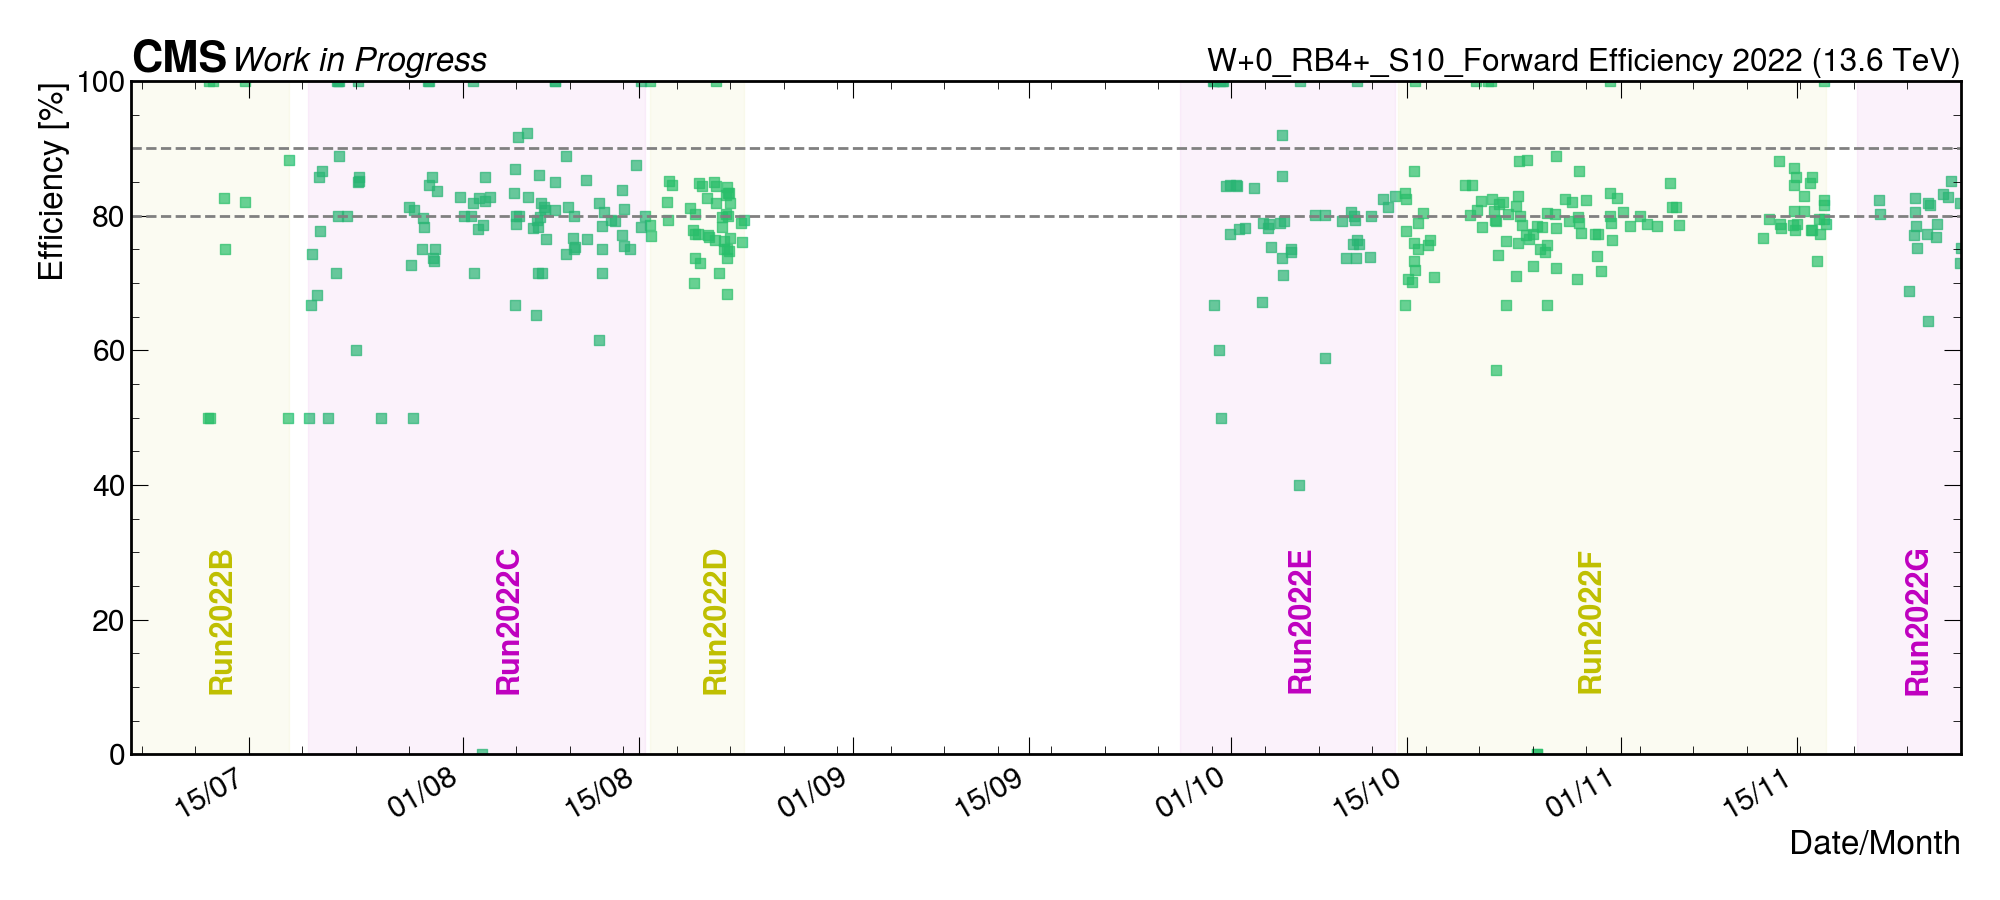 CMS Work in Progress
W+0_RB4+_S10_Forward Efficiency 2022 (13.6 TeV)
Efficiency [%]
100
80
60
40
20
0
Run2022B
Run2022C
Run2022D
Run2022E
Run2022F
Run2022G
15/07
01/08
15/08
01/09
15/09
01/10
15/10
01/11
15/11
Date/Month